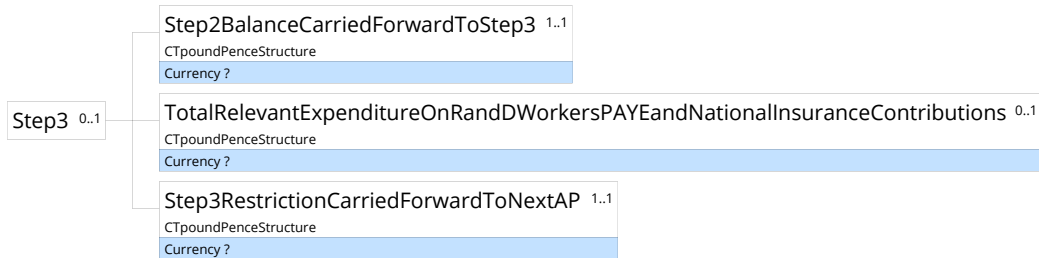 Step2BalanceCarriedForwardToStep3 1..1
CTpoundPenceStructure
Currency ?
Step3 0..1
TotalRelevantExpenditureOnRandDWorkersPAYEandNationalInsuranceContributions 0..1
CTpoundPenceStructure
Currency ?
Step3RestrictionCarriedForwardToNextAP 1..1
CTpoundPenceStructure
Currency ?